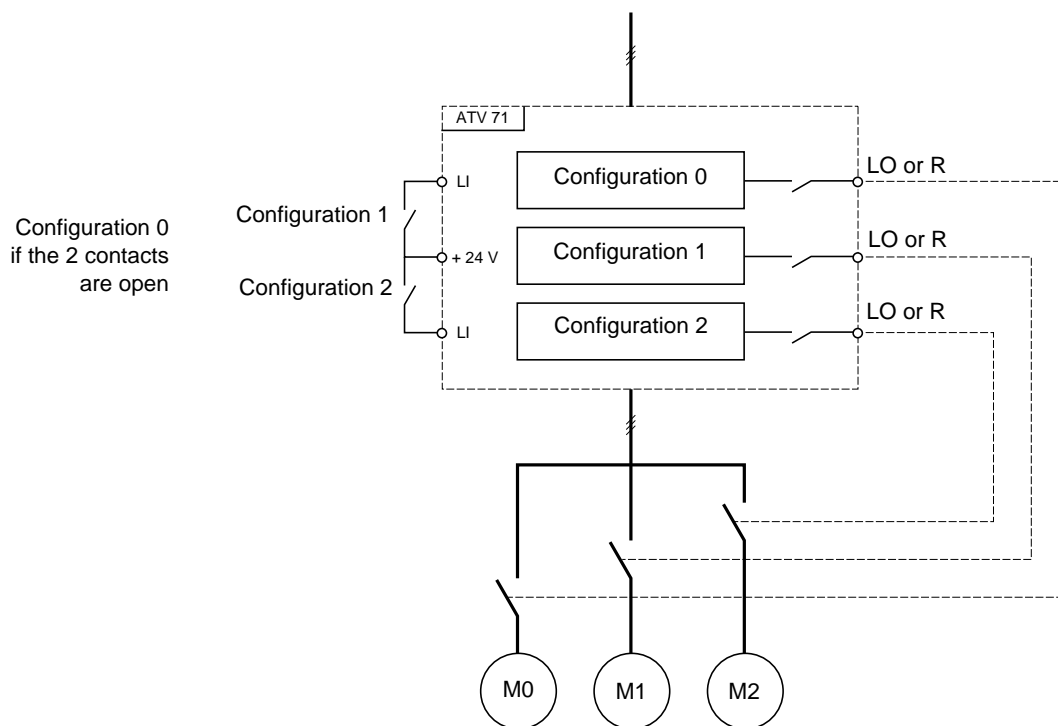 ATV 71
LI
Configuration 0
LO or R
Configuration 1
Configuration 0
if the 2 contacts
are open
+ 24 V
Configuration 1
LO or R
Configuration 2
LI
Configuration 2
LO or R
M0
M1
M2